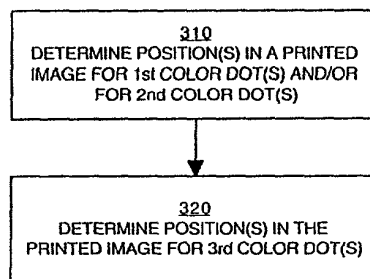 310
DETERMINE POSITION(S) IN A PRINTED
IMAGE FOR 1st COLOR DOT(S) AND/OR
FOR 2nd COLOR DOT(S)
320
DETERMINE POSITION(S) IN THE
PRINTED IMAGE FOR 3rd COLOR DOT(S)